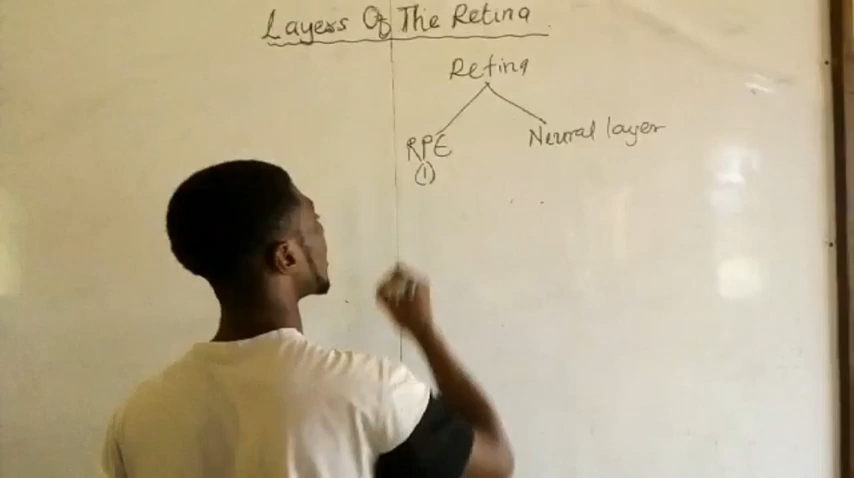 Layers Of The Retina
Retina
RPE
Neural layer
1